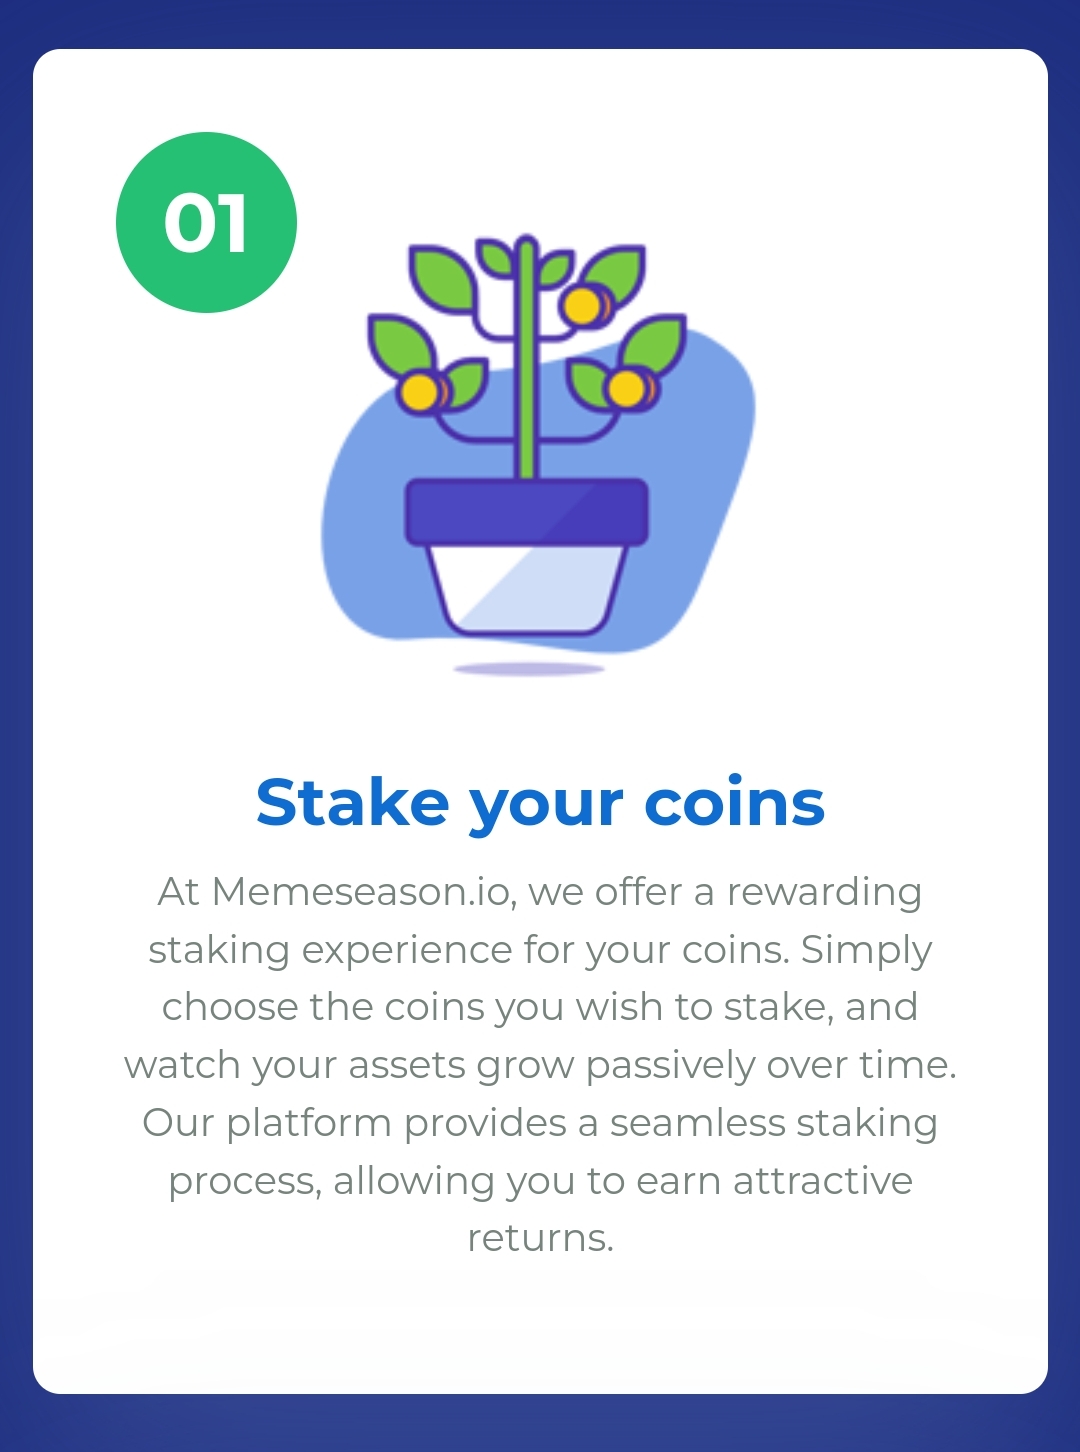 01
Stake your coins
At Memeseason.io, we offer a rewarding
staking experience for your coins. Simply
choose the coins you wish to stake, and
watch your assets grow passively over time.
Our platform provides a seamless staking
process, allowing you to earn attractive
returns.